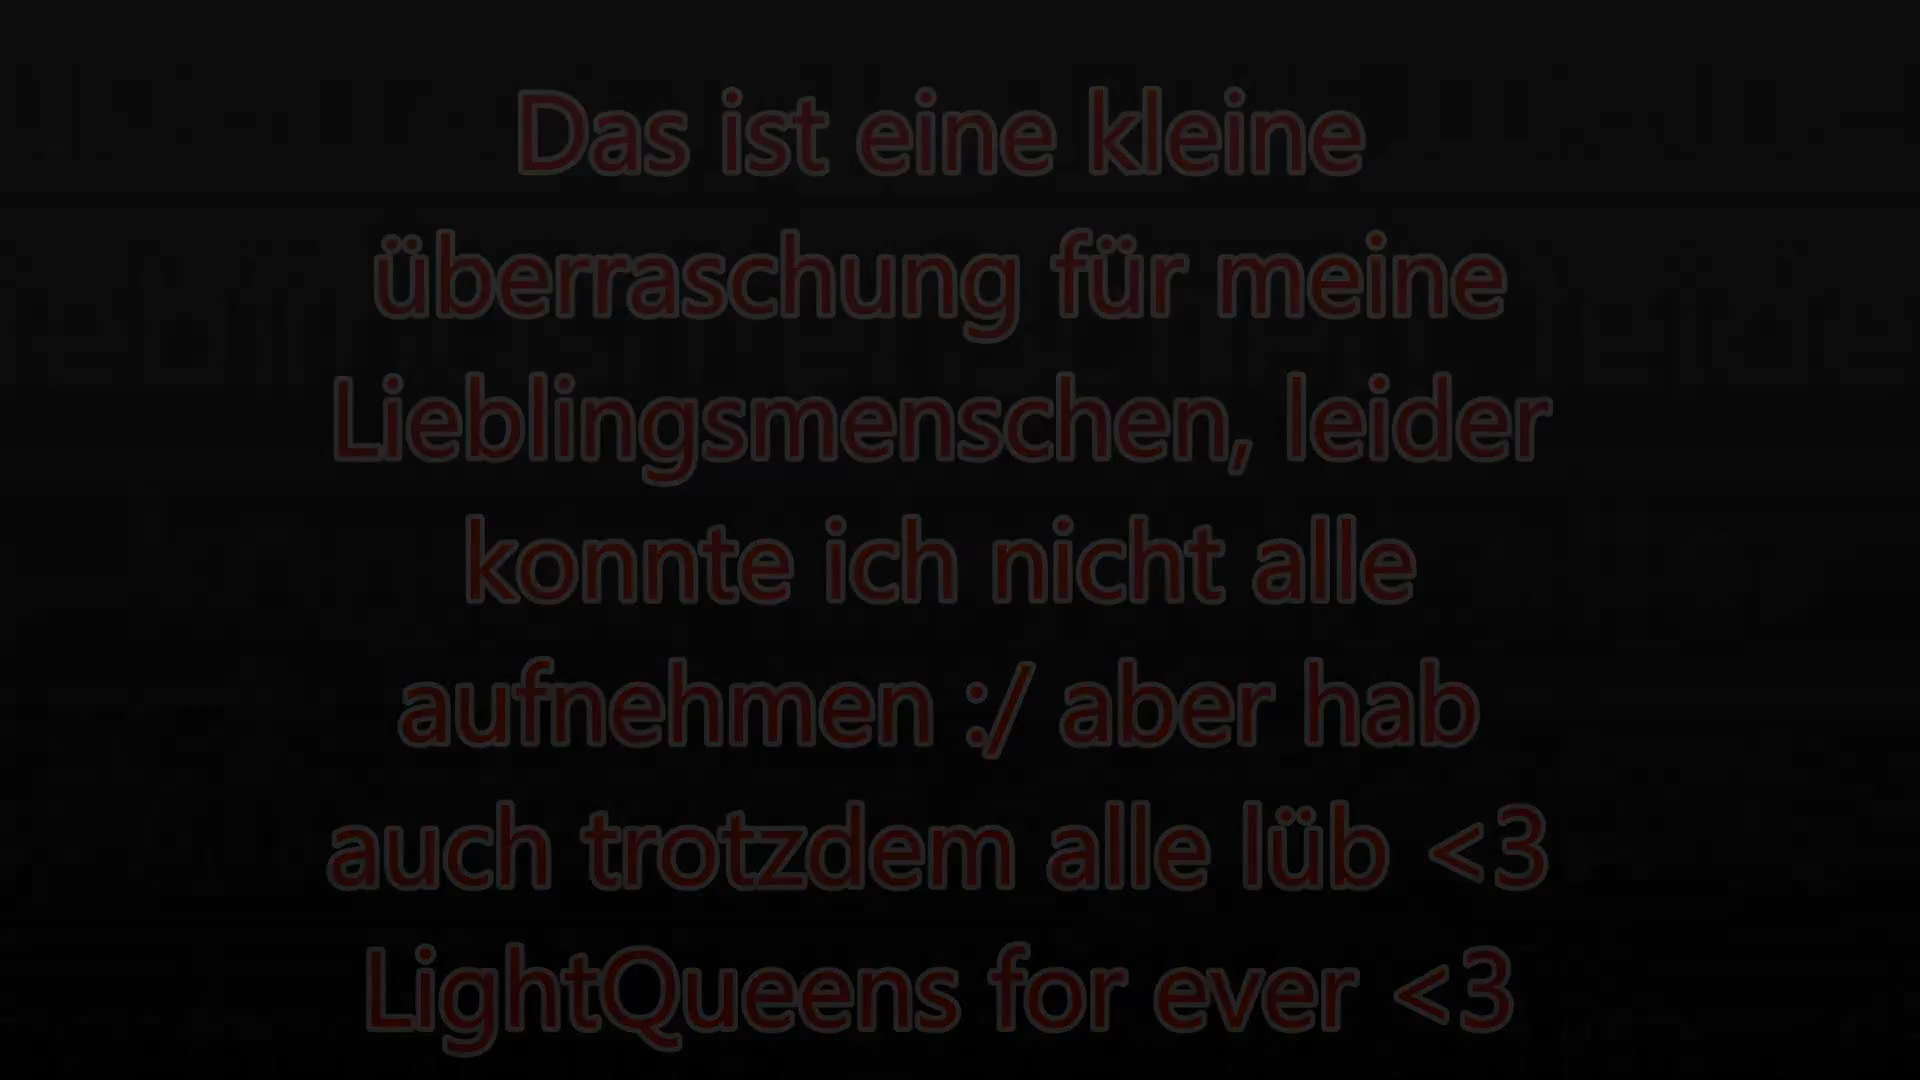 Das ist eine kleine
überraschung für meine
Lieblingsmenschen, leider
konnte ich nicht alle
aufnehmen :/ aber hab
auch trotzdem alle lüb <3
LightQueens for ever <3